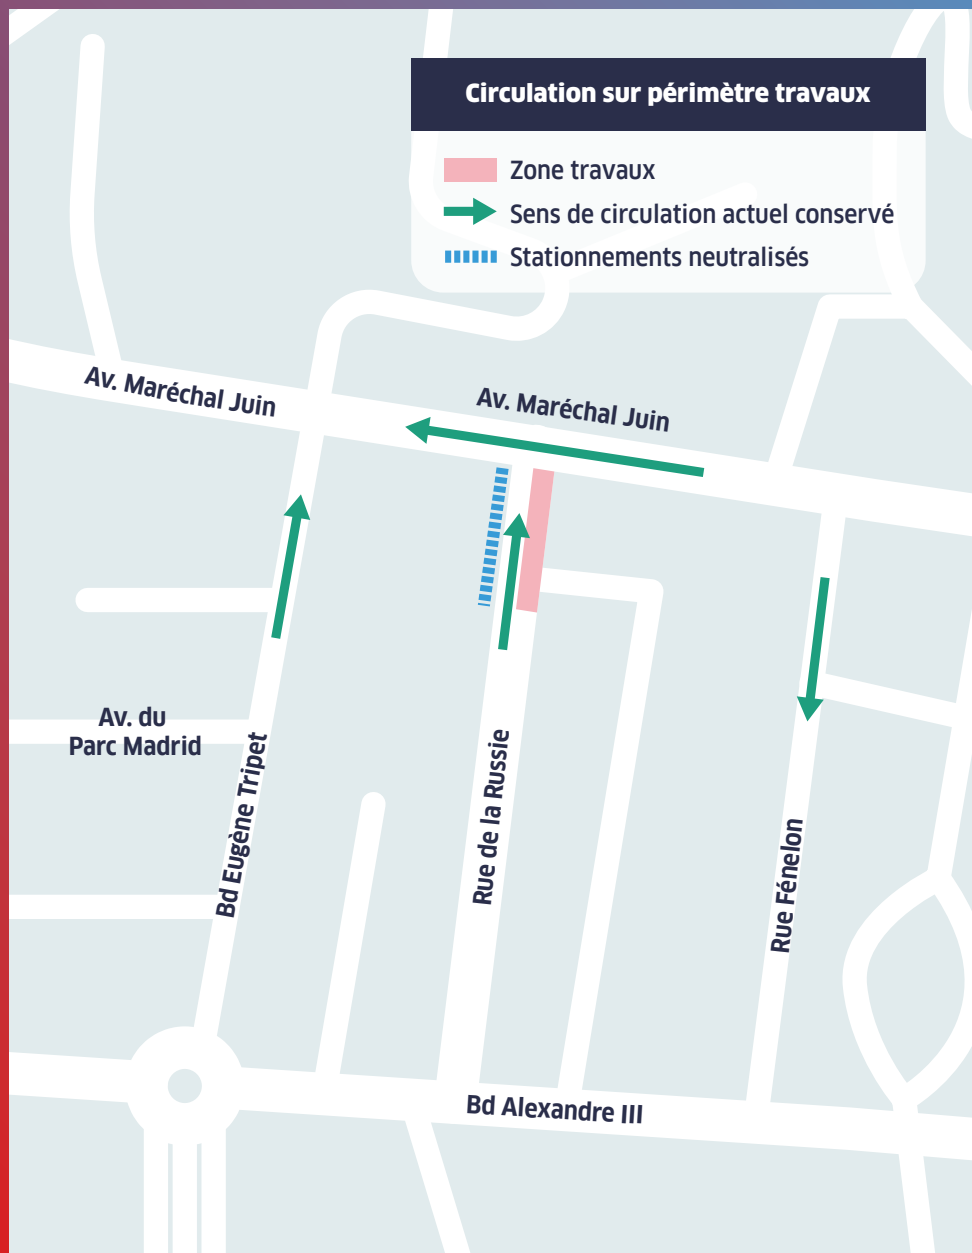 Circulation sur périmètre travaux
Zone travaux
Sens de circulation actuel conservé
Stationnements neutralisés
Av. Maréchal Juin
Av. Maréchal Juin
Av. du
Parc Madrid
Bd Eugène Tripet
Rue de la Russie
Rue Fénelon
Bd Alexandre III